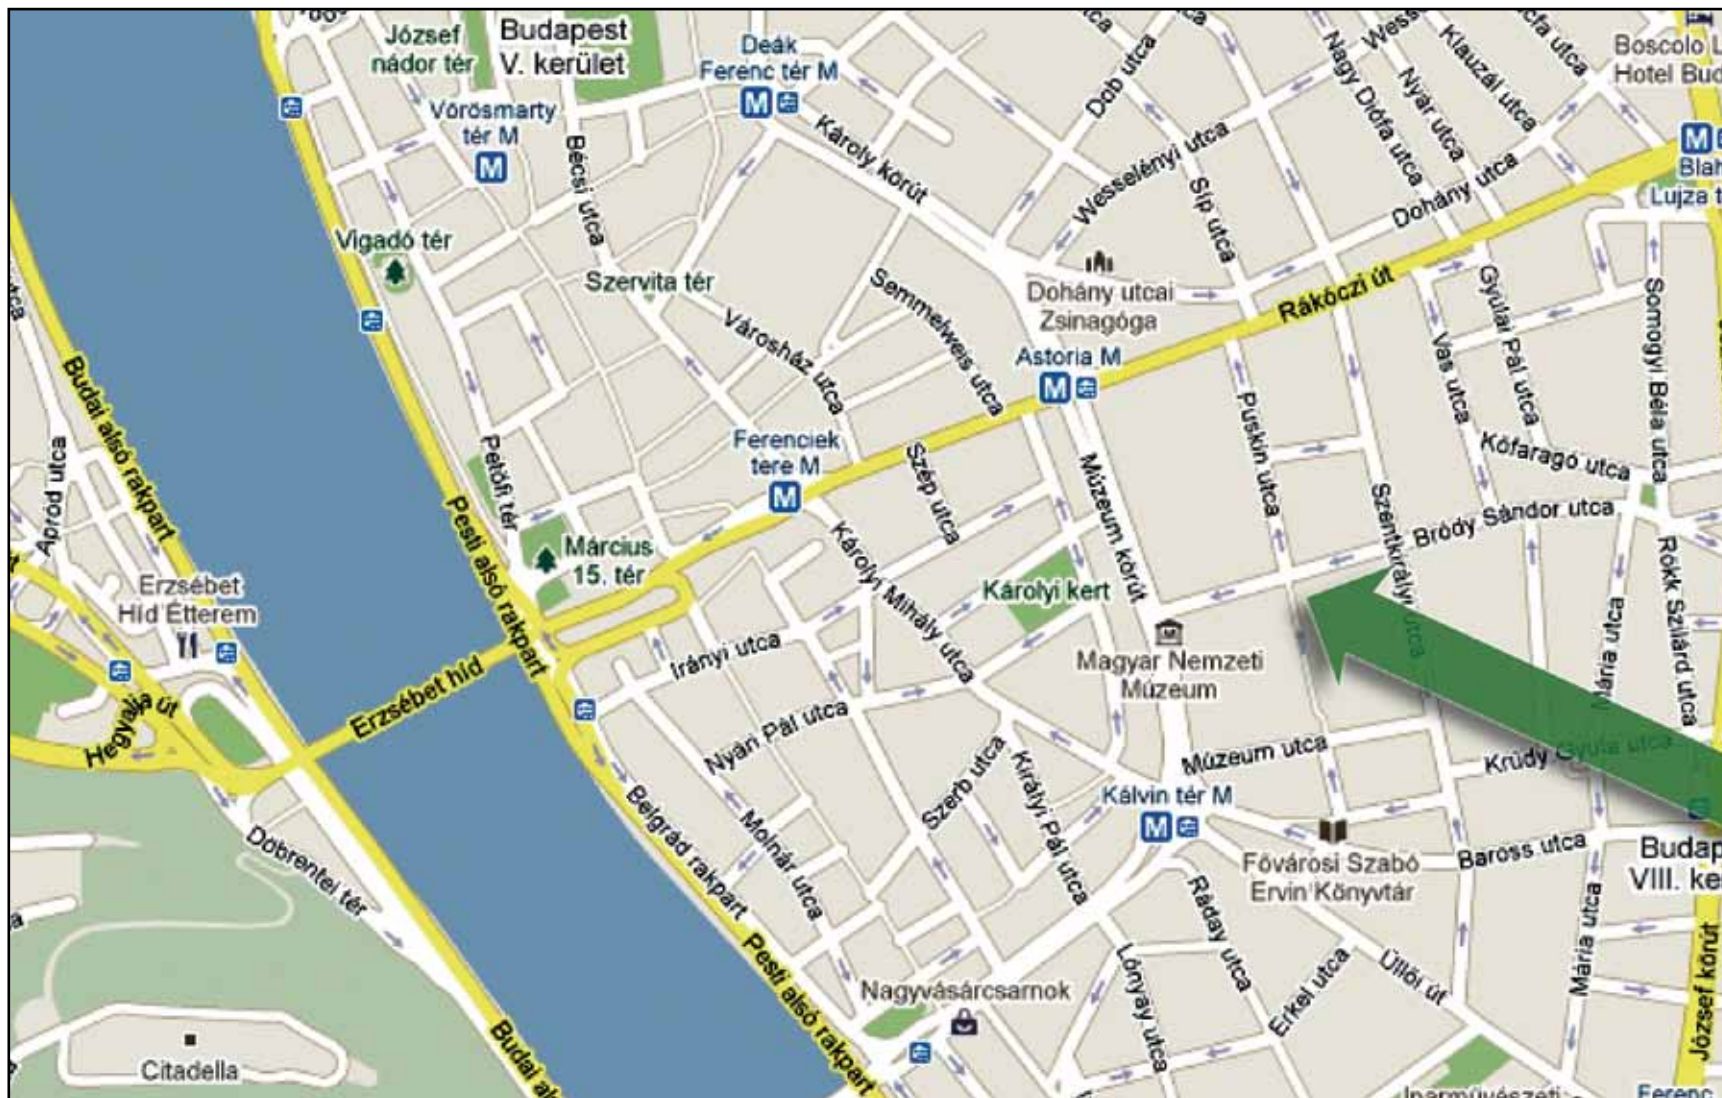 József
nádor tér
Budapest
V. kerület
Deák
Ferenc tér M
M
Vörösmarty
tér M
M
Bécsi utca
Károly körút
Dob utca
Wesselényi utca
Síp utca
Nagy Diófa utca
Nyár utca
Klauzál utca
Dohány utca
Boscolo
Hotel
M
Vigadó tér
Szervita tér
Városház utca
Semmelweis utca
Dohány utcai
Zsinagóga
Rákóczi út
Astoria M
M
Gyulai Pál utca
Vas utca
Somogyi Béla utca
Budai alsó rakpart
Apród utca
Petőfi tér
Pesti alsó rakpart
Ferenciek
tere M
M
Szép utca
Múzeum körút
Puskin utca
Szentkirályi utca
Kőfaragó utca
Bródy Sándor utca
Rökk Szilárd utca
Mária utca
Március
15. tér
Károlyi Mihály utca
Károlyi kert
Erzsébet
Híd Étterem
Irányi utca
Magyar Nemzeti
Múzeum
Erzsébet híd
Hegyalja út
Nyári Pál utca
Szerb utca
Királyi Pál utca
Múzeum utca
Krúdy Gyula utca
Kálvin tér M
M
Belgrád rakpart
Molnár utca
Döbrentei tér
Fővárosi Szabó
Ervin Könyvtár
Baross utca
VIII.
Ráday utca
Mária utca
József körút
Pesti alsó rakpart
Nagyvásárcsarnok
Lónyay utca
Erkel utca
Üllői út
Budai
Citadella
Iparművészeti
Ferenc